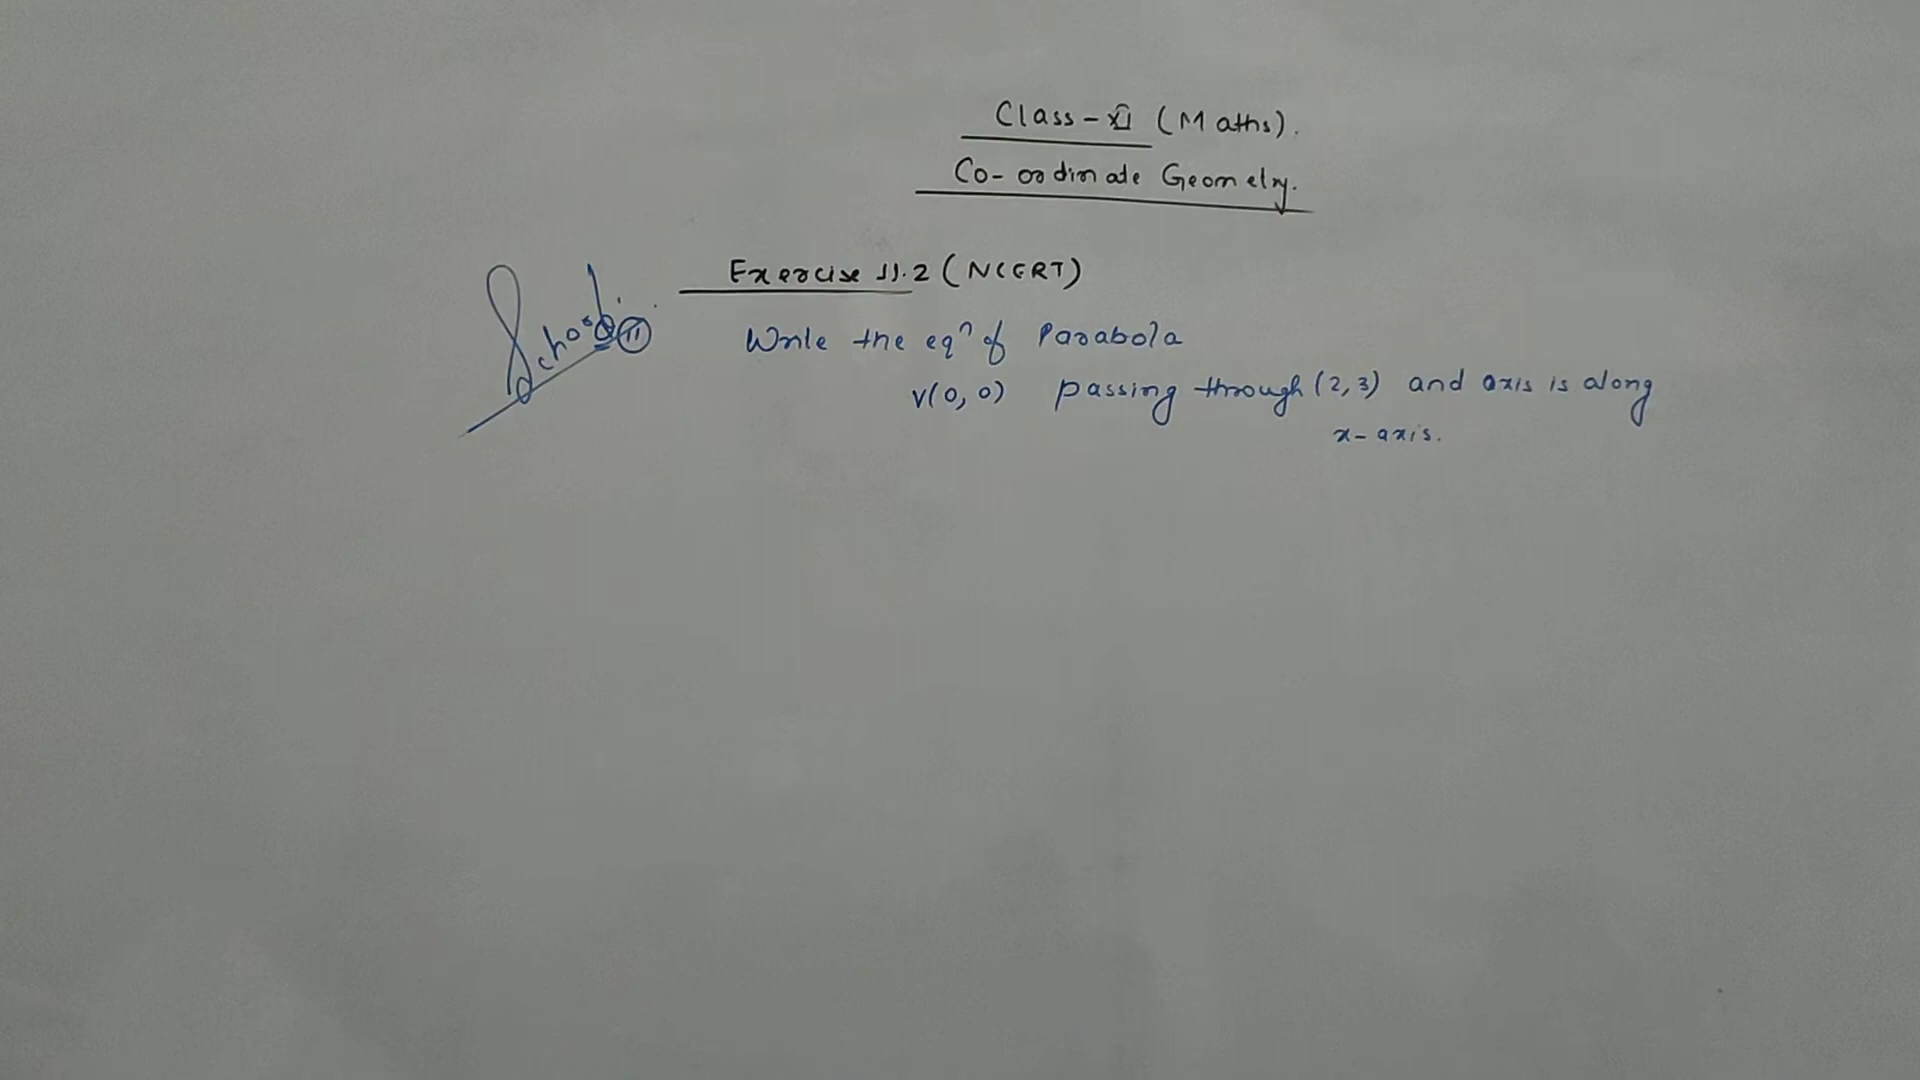 Class-XI (Maths).
Co-ordinate Geometry.
Exercise 11.2 (NCERT)
School
Write the eqⁿ of Parabola
V(0,0) passing through (2,3) and axis is along
x-axis.